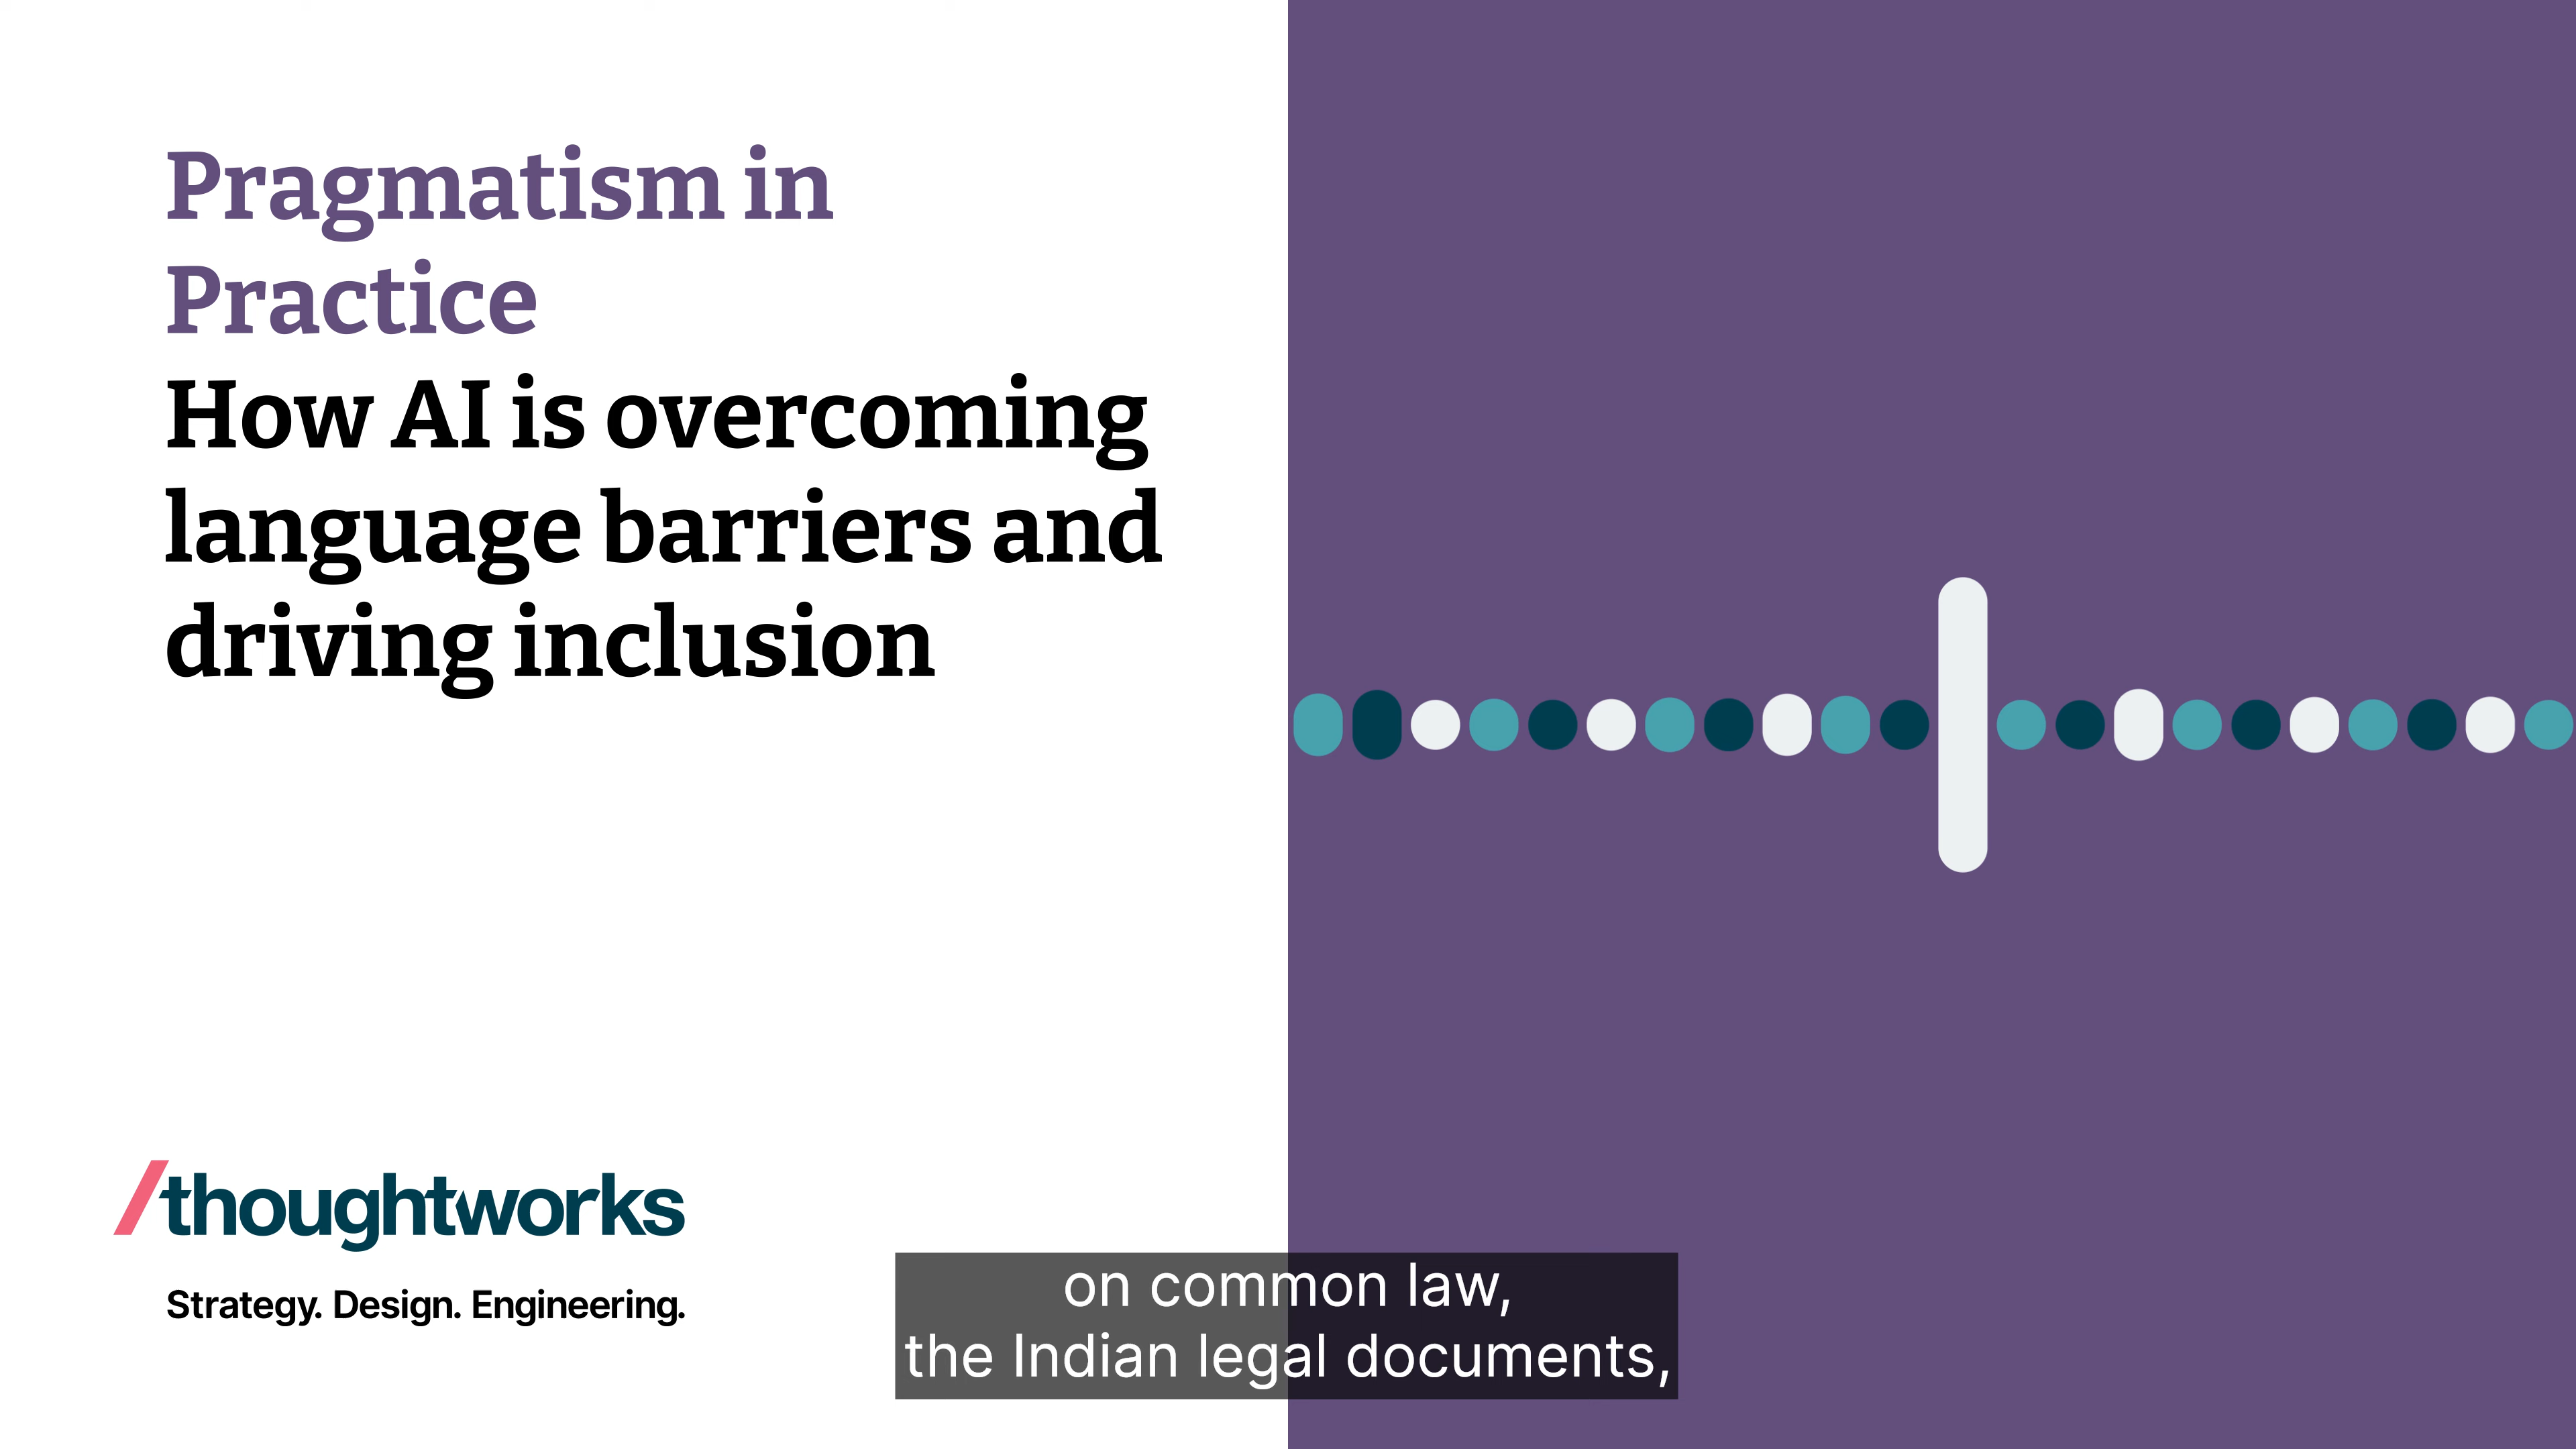 Pragmatism in
Practice
How AI is overcoming
language barriers and
driving inclusion
/thoughtworks
Strategy. Design. Engineering.
on common law,
the Indian legal documents,